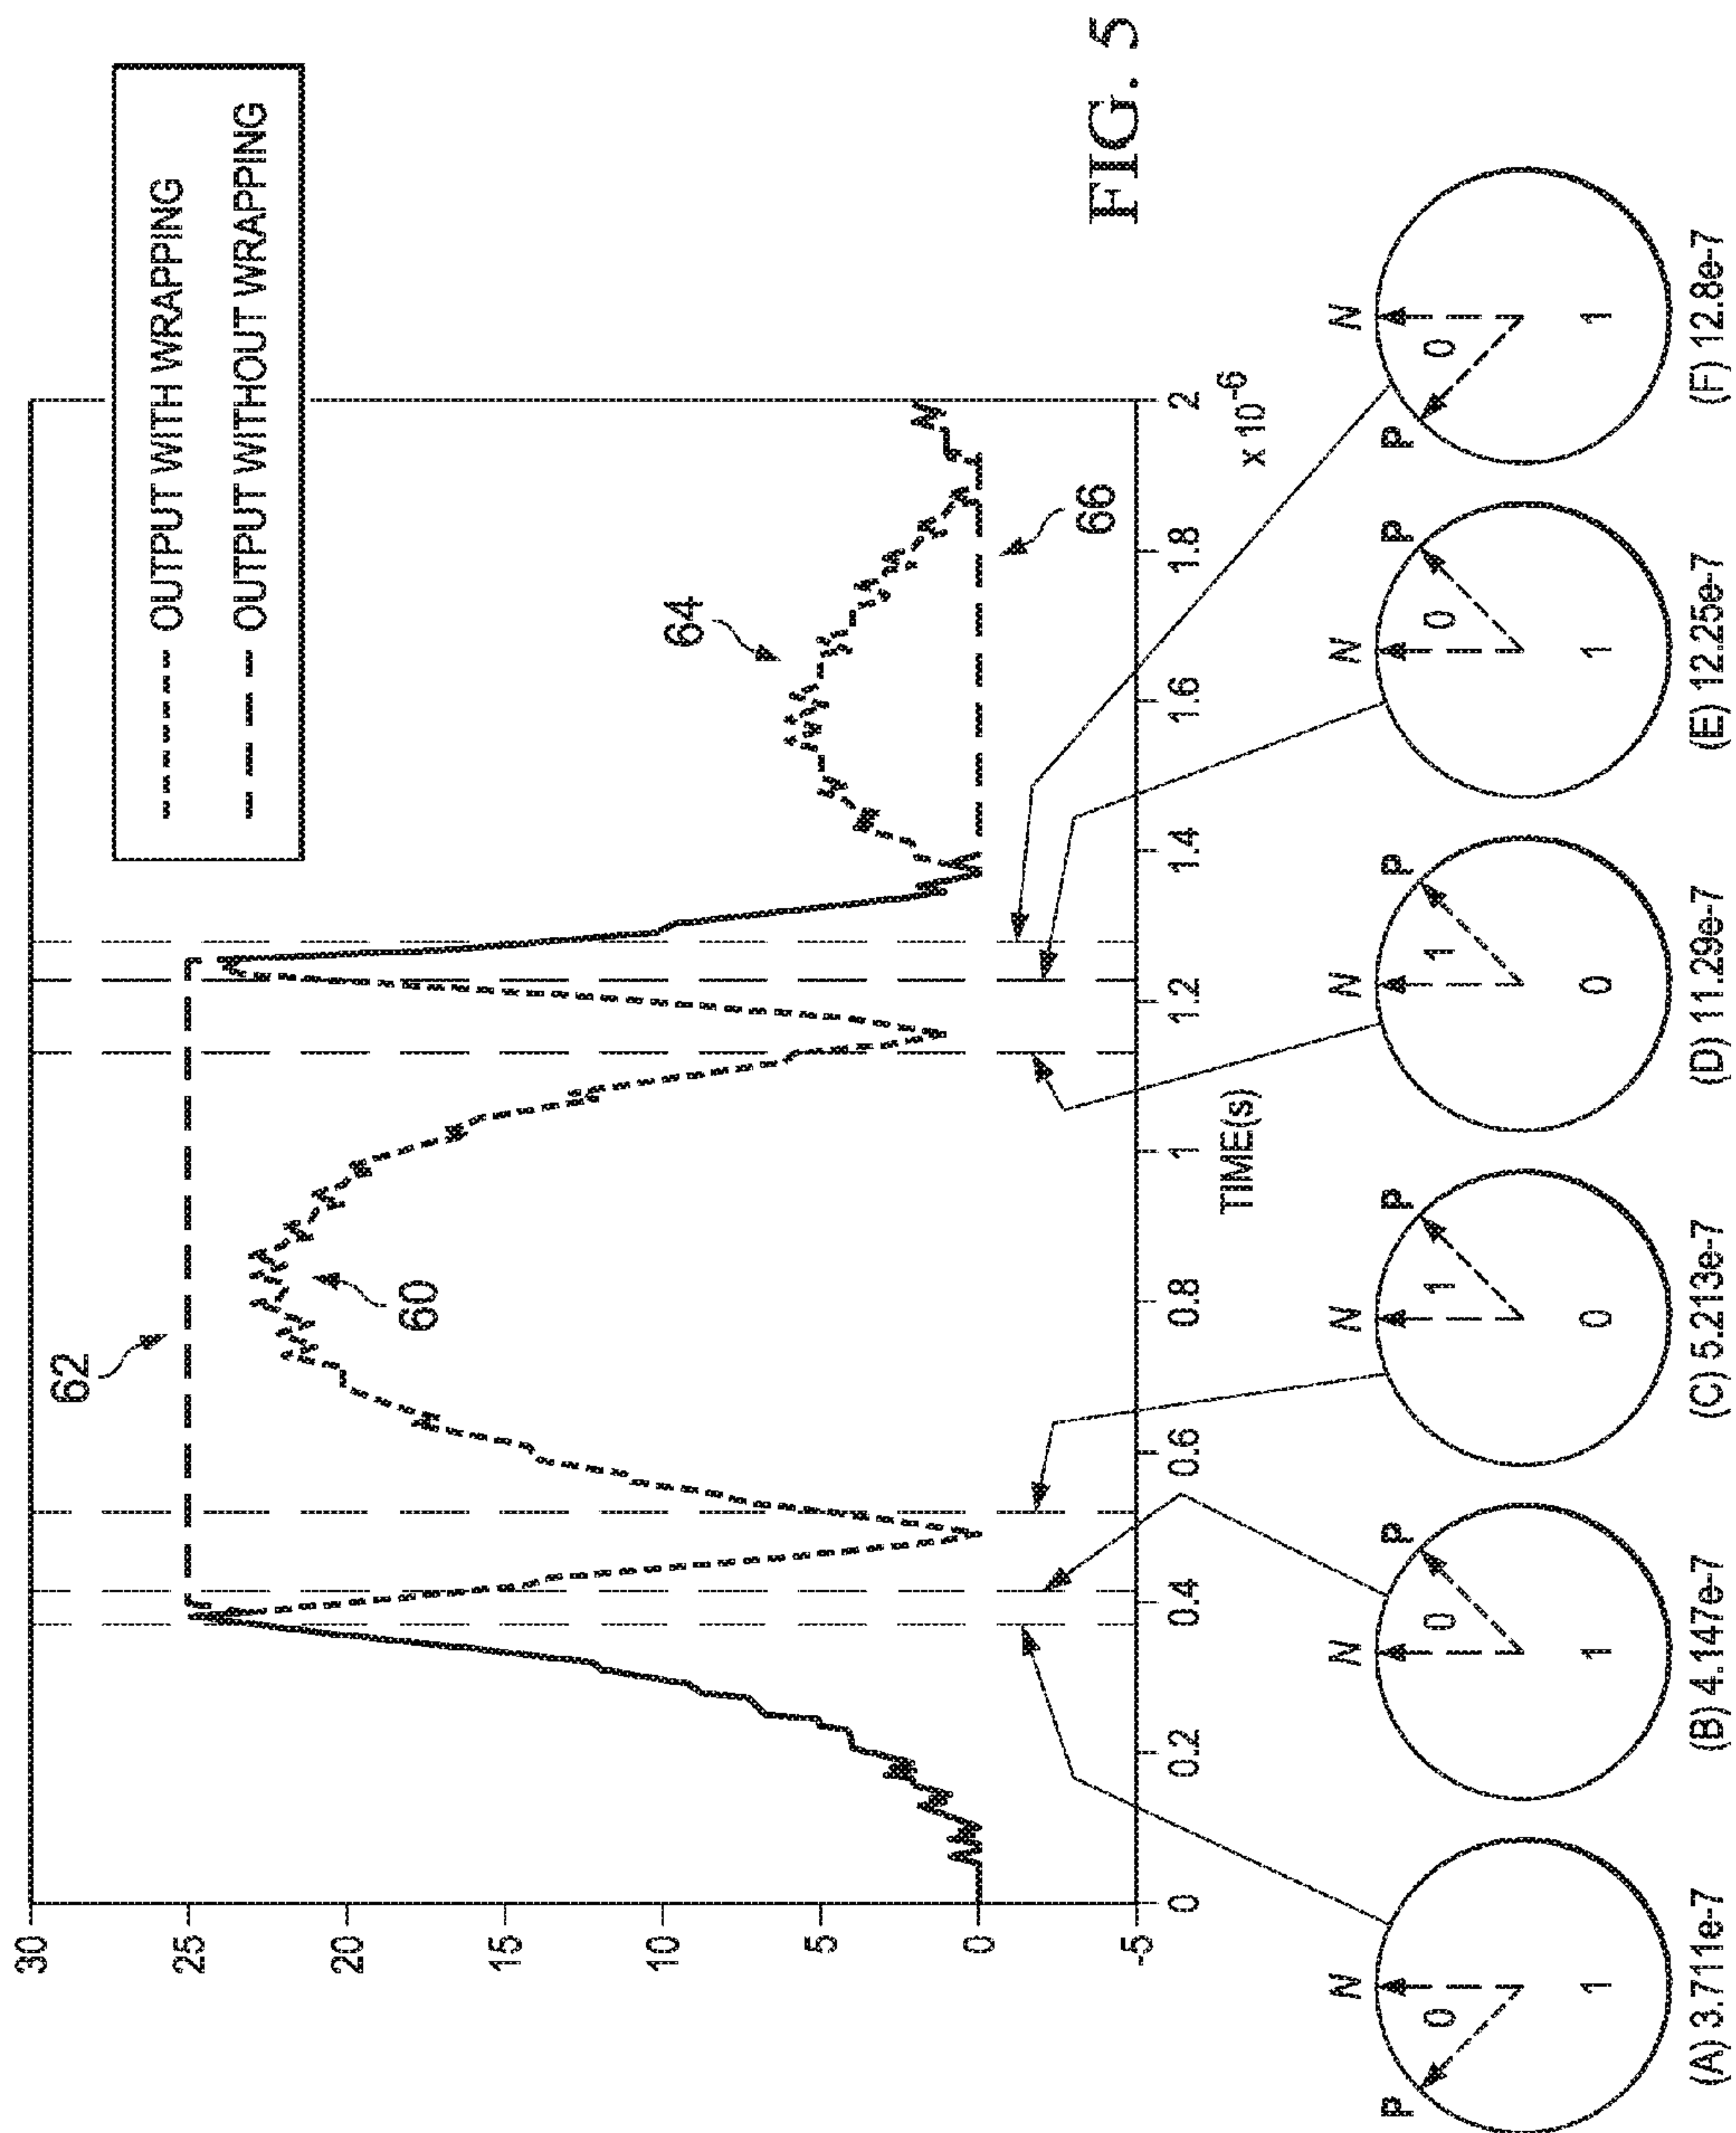 OUTPUT WITH WRAPPING
OUTPUT WITHOUT WRAPPING
30
25
20
15
10
5
0
-5
62
60
64
66
0
0.2
0.4
0.6
0.8
1
1.2
1.4
1.6
1.8
2
x 10-6
TIME(s)
FIG. 5
P
N
0
1
(A) 3.711e-7
N
P
0
1
(B) 4.147e-7
N
P
1
0
(C) 5.213e-7
N
P
1
0
(D) 11.29e-7
N
P
0
1
(E) 12.25e-7
P
N
0
1
(F) 12.8e-7